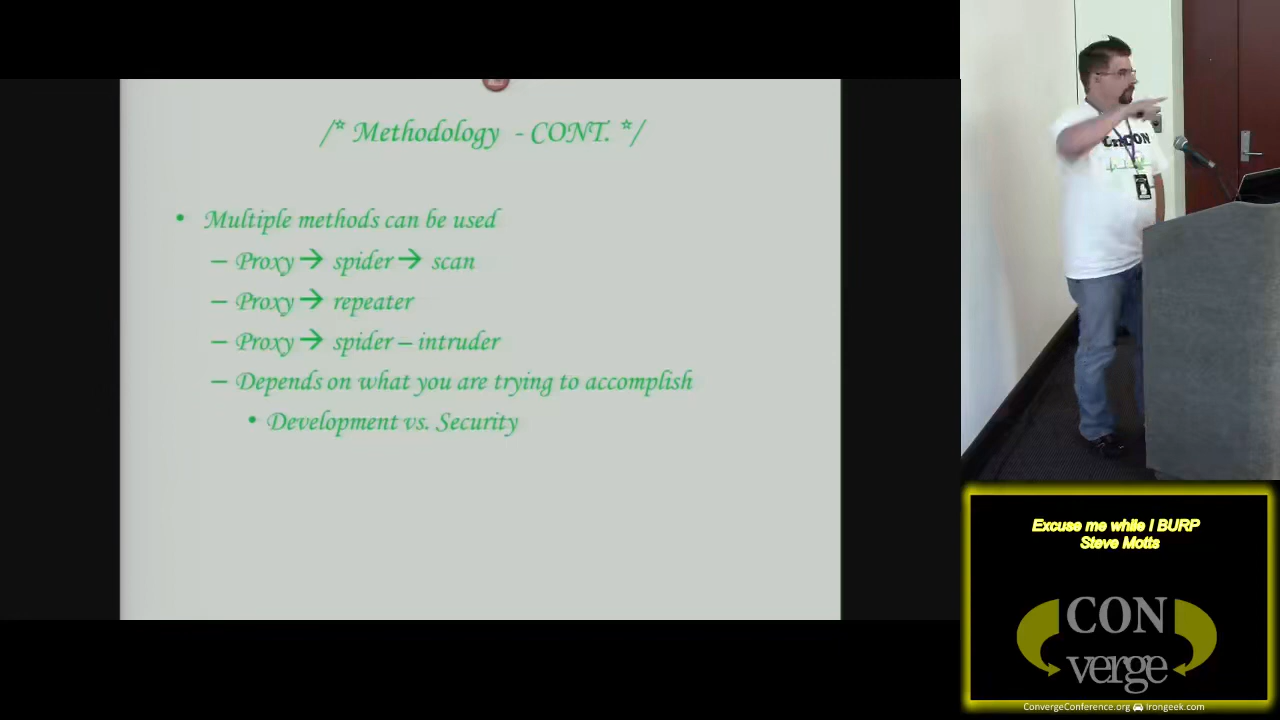 /* Methodology - CONT. */
• Multiple methods can be used
– Proxy → spider → scan
– Proxy → repeater
– Proxy → spider – intruder
– Depends on what you are trying to accomplish
• Development vs. Security
Excuse me while I BURP
Steve Motts
CON
verge
ConvergeConference.org Irongeek.com